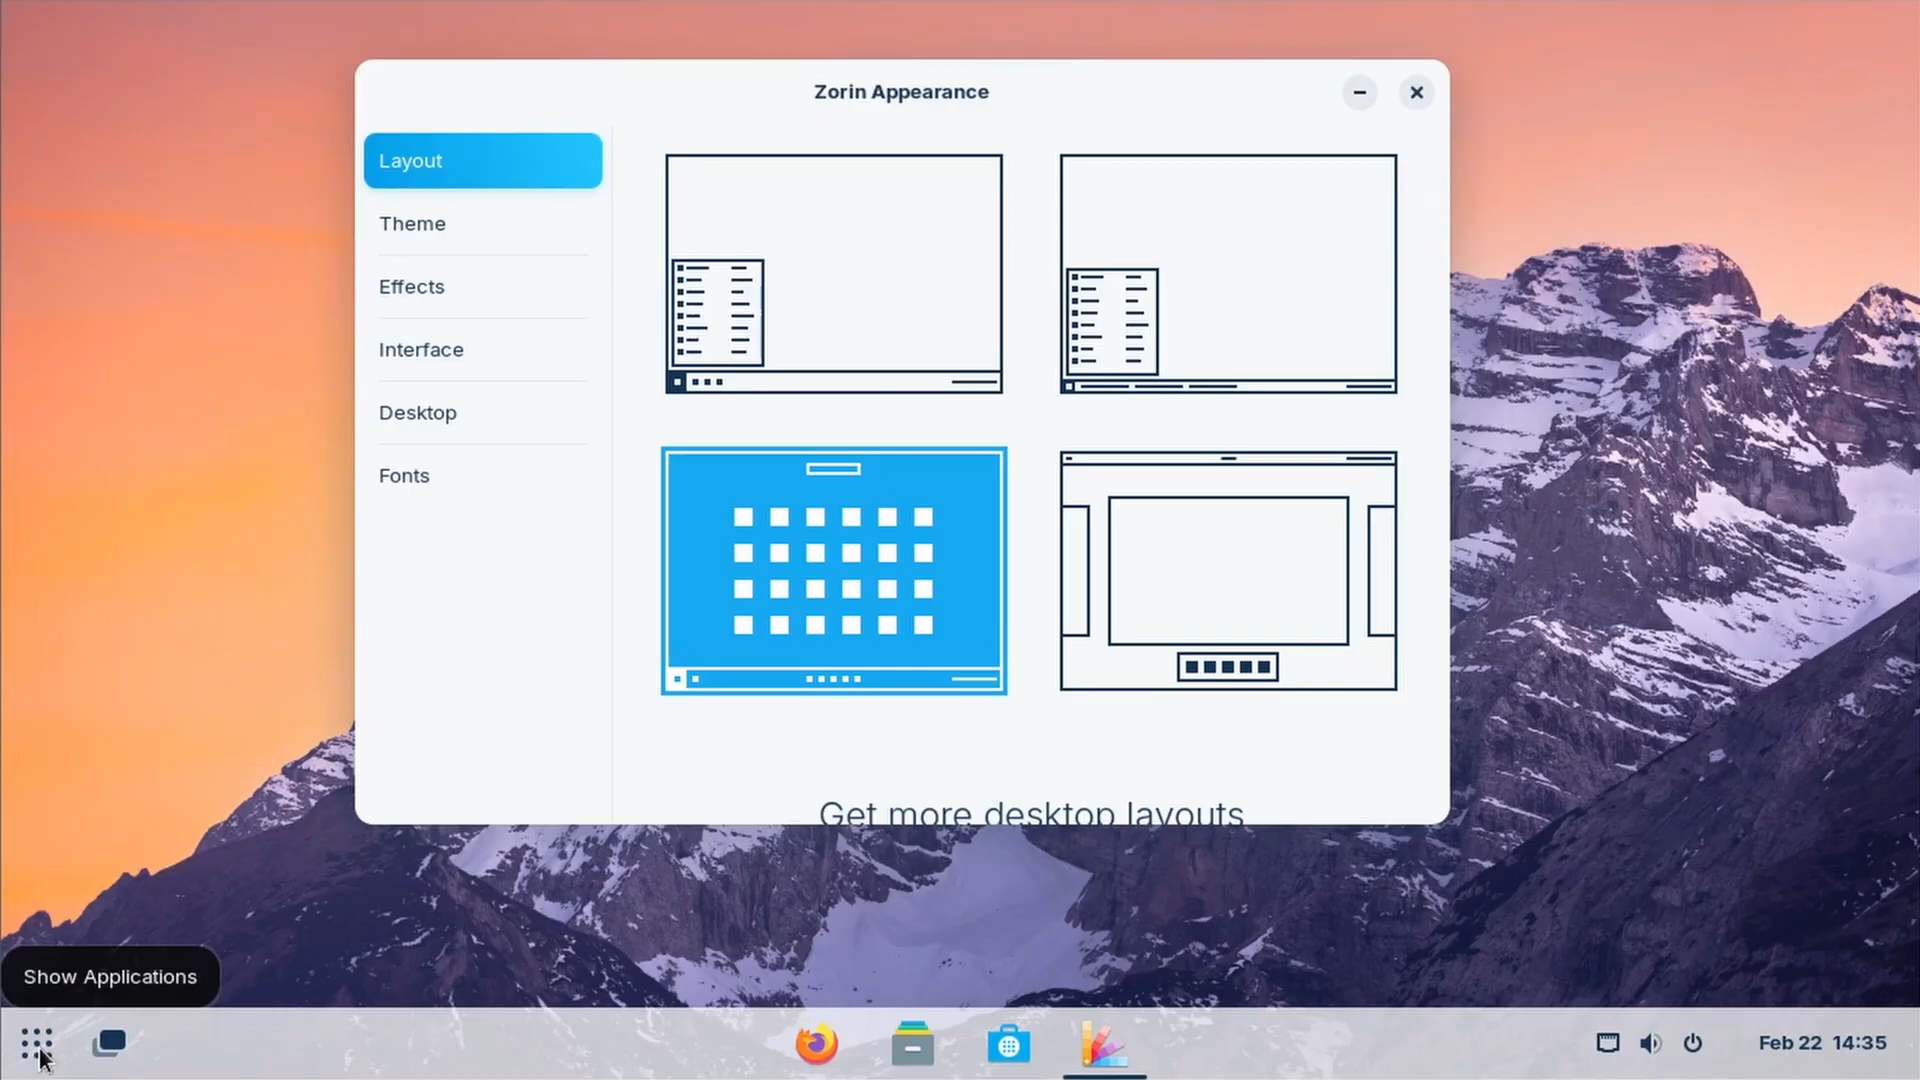 Zorin Appearance
Layout
Theme
Effects
Interface
Desktop
Fonts
Get more desktop layouts
Show Applications
Feb 22 14:35